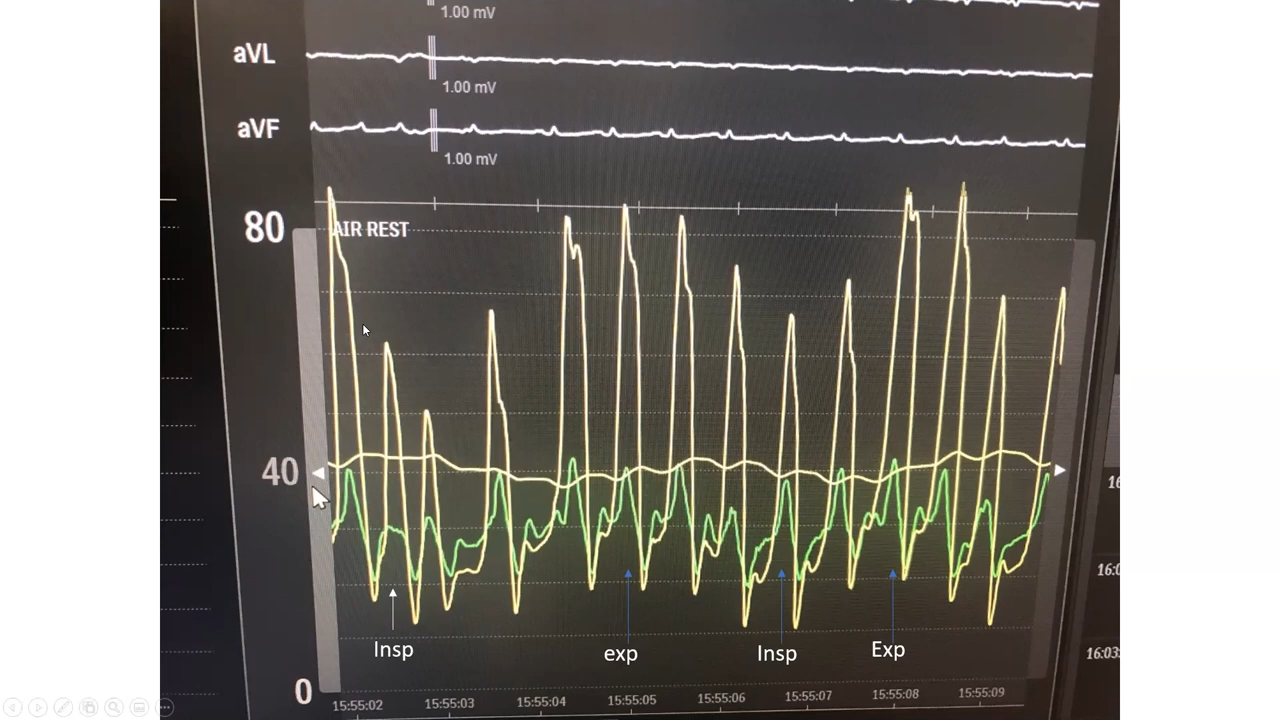 1.00 mV
aVL
1.00 mV
aVF
1.00 mV
80
AIR REST
40
Insp
exp
Insp
Exp
0
15:55:02
15:55:03
15:55:04
15:55:05
15:55:06
15:55:07
15:55:08
15:55:09